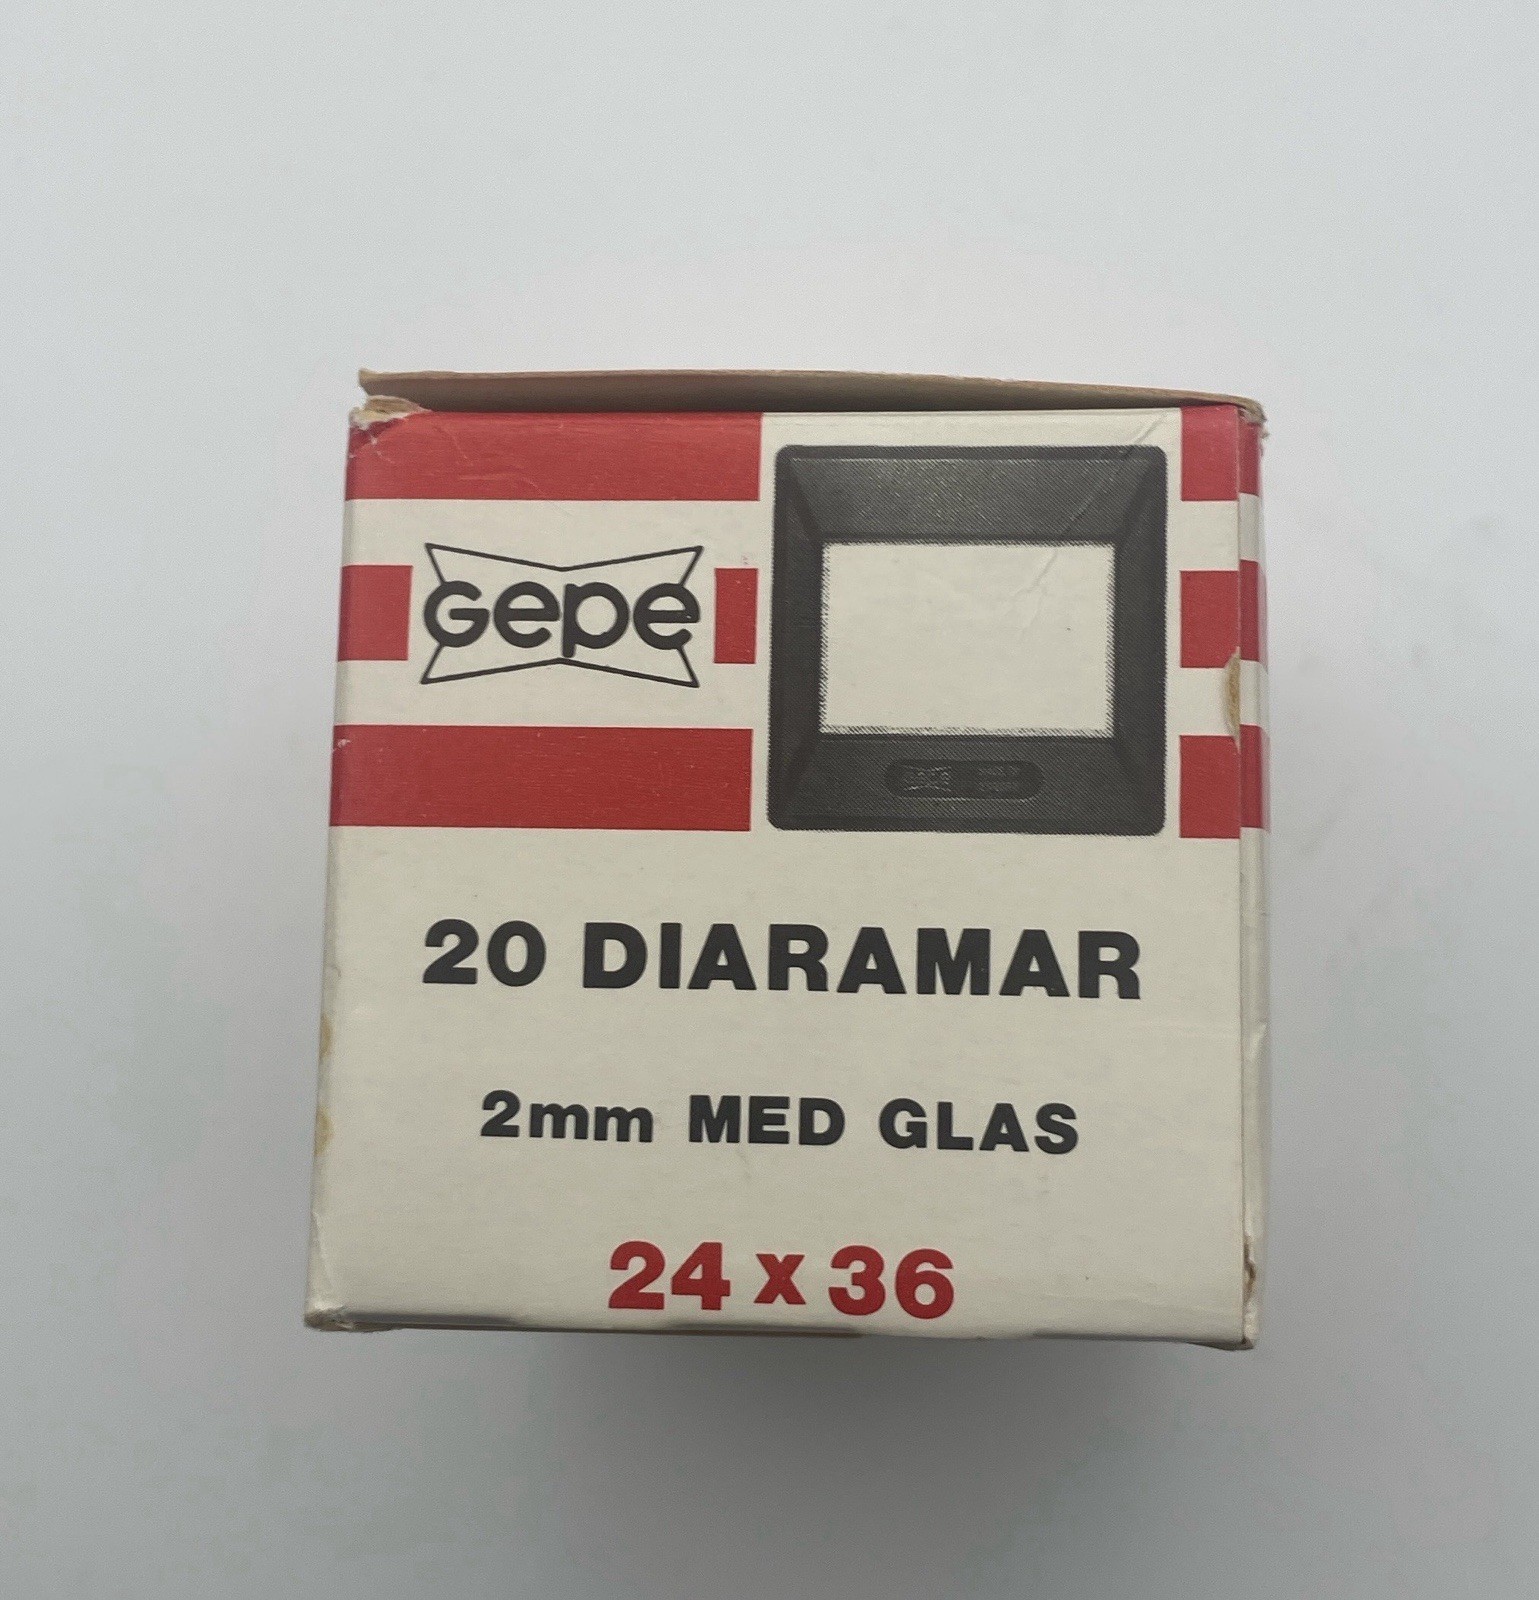 Gepe
20 DIARAMAR
2mm MED GLAS
24 x 36